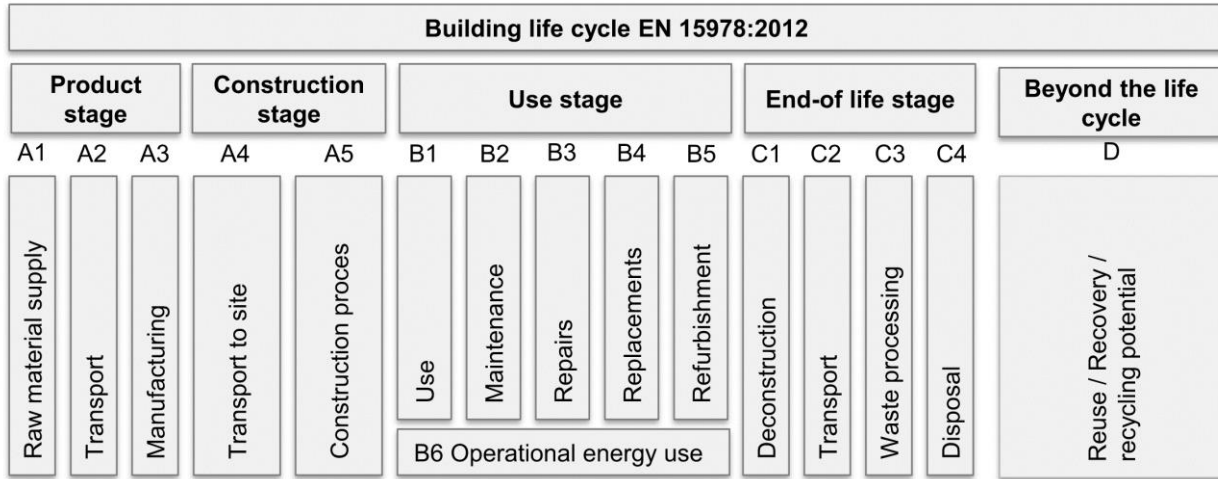 Building life cycle EN 15978:2012
Product
stage
Construction
stage
Use stage
End-of life stage
Beyond the life
cycle
A1
A2
A3
A4
A5
B1
B2
B3
B4
B5
C1
C2
C3
C4
D
Raw material supply
Transport
Manufacturing
Transport to site
Construction proces
Use
Maintenance
Repairs
Replacements
Refurbishment
B6 Operational energy use
Deconstruction
Transport
Waste processing
Disposal
Reuse / Recovery /
recycling potential